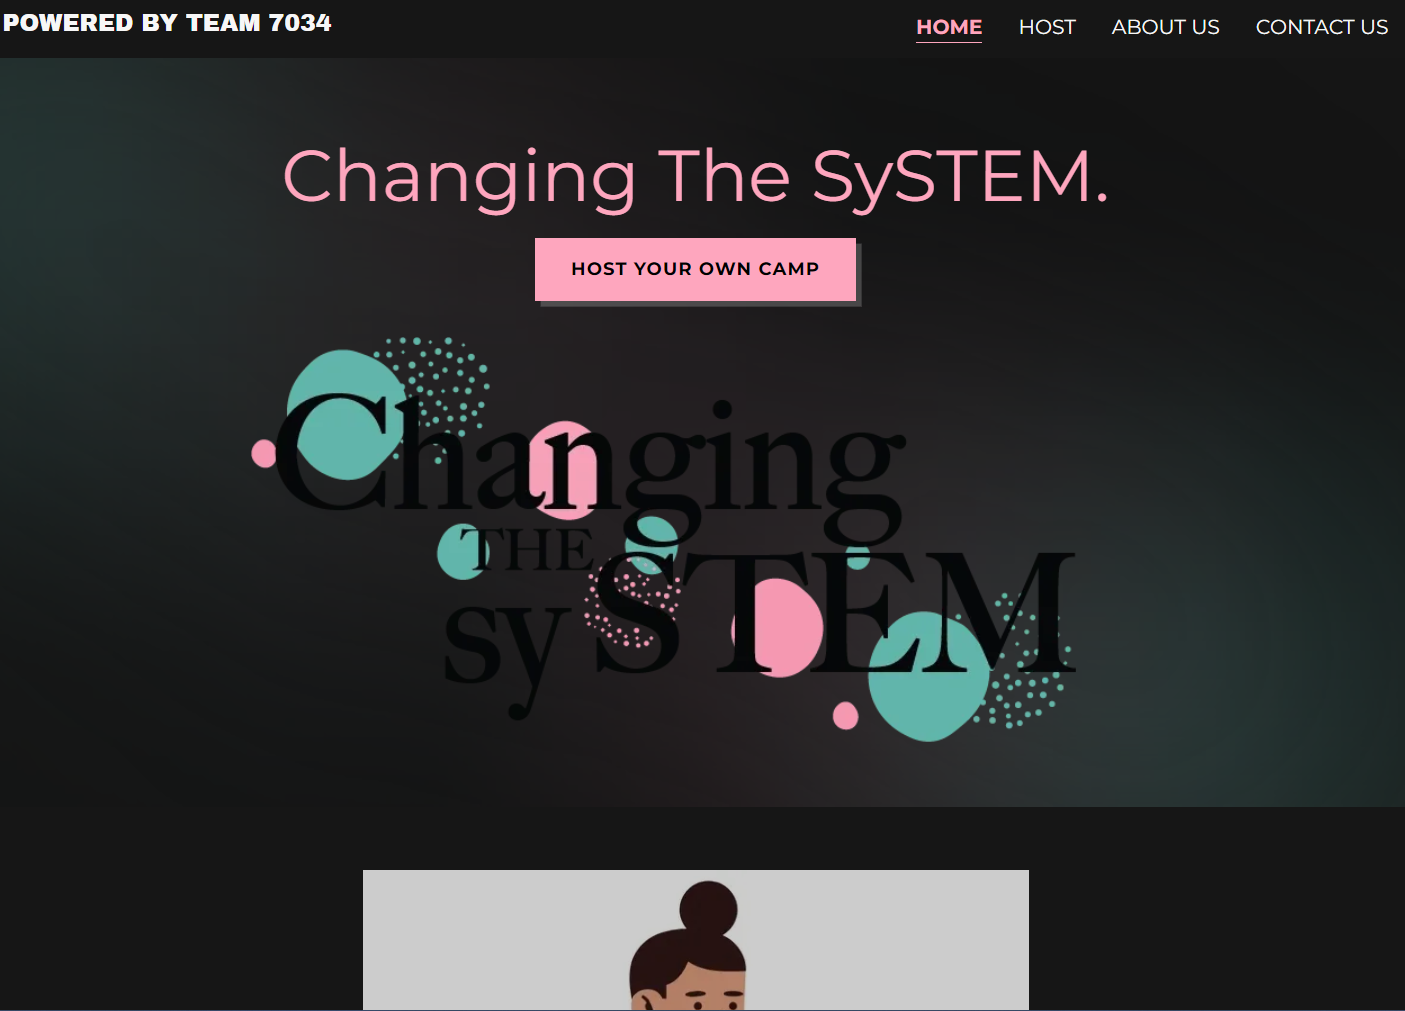 POWERED BY TEAM 7034
HOME HOST ABOUT US CONTACT US
Changing The SySTEM.
HOST YOUR OWN CAMP
Changing
THE
sySTEM